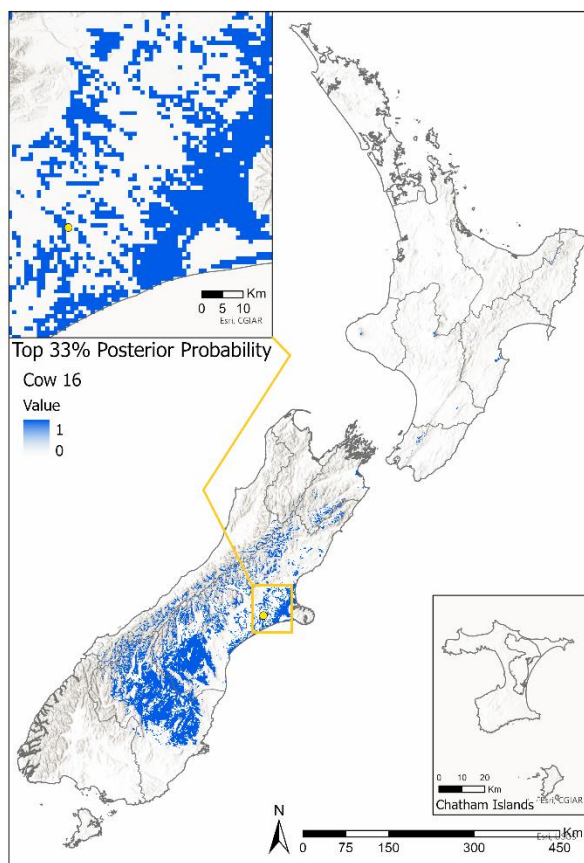 Km
0 5 10
Esri, CGIAR
Top 33% Posterior Probability
Cow 16
Value
1
0
0 10 20
Km
Esri, CGIAR
Chatham Islands
N
Km
0 75 150 300 450